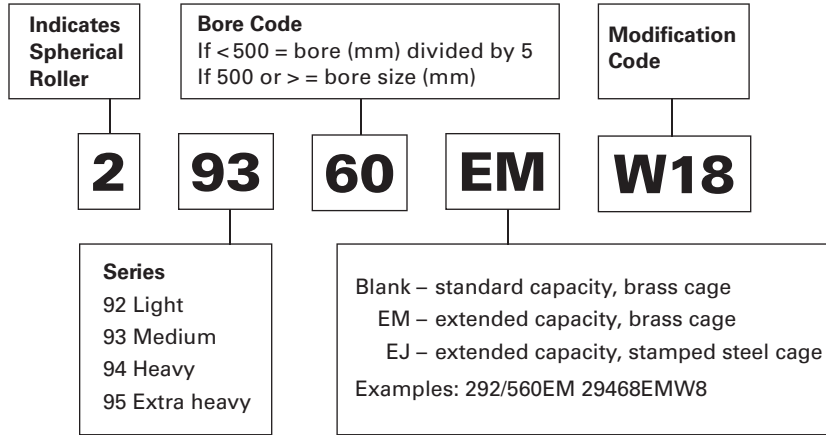 Indicates
Spherical
Roller
Bore Code
If <500 = bore (mm) divided by 5
If 500 or > = bore size (mm)
Modification
Code
2 93 60 EM W18
Series
92 Light
93 Medium
94 Heavy
95 Extra heavy
Blank – standard capacity, brass cage
EM – extended capacity, brass cage
EJ – extended capacity, stamped steel cage
Examples: 292/560EM 29468EMW8